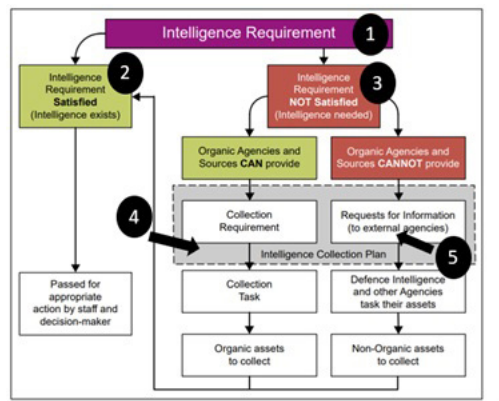 Intelligence Requirement
1
Intelligence
Requirement
Satisfied
(Intelligence exists)
2
Intelligence
Requirement
NOT Satisfied
(Intelligence needed)
3
Organic Agencies and
Sources CAN provide
Organic Agencies and
Sources CANNOT provide
4
Collection
Requirement
Requests for Information
(to external agencies)
Intelligence Collection Plan
5
Passed for
appropriate
action by staff and
decision-maker
Collection
Task
Defence Intelligence
and other Agencies
task their assets
Organic assets
to collect
Non-Organic assets
to collect